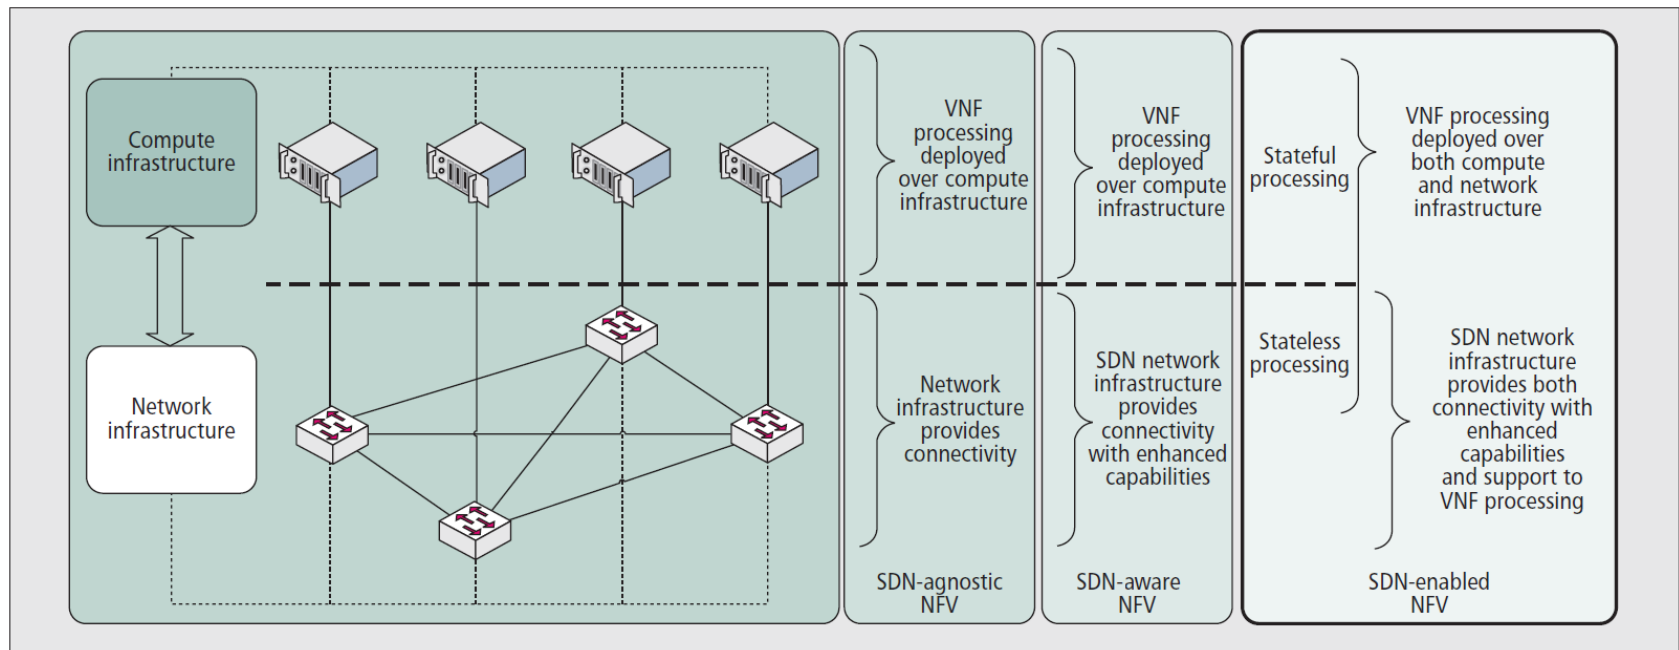 Compute
infrastructure
Network
infrastructure
VNF
processing
deployed
over compute
infrastructure
Network
infrastructure
provides
connectivity
SDN-agnostic
NFV
VNF
processing
deployed
over compute
infrastructure
SDN network
infrastructure
provides
connectivity
with enhanced
capabilities
SDN-aware
NFV
Stateful
processing
Stateless
processing
VNF processing
deployed over
both compute
and network
infrastructure
SDN network
infrastructure
provides both
connectivity with
enhanced
capabilities
and support to
VNF processing
SDN-enabled
NFV